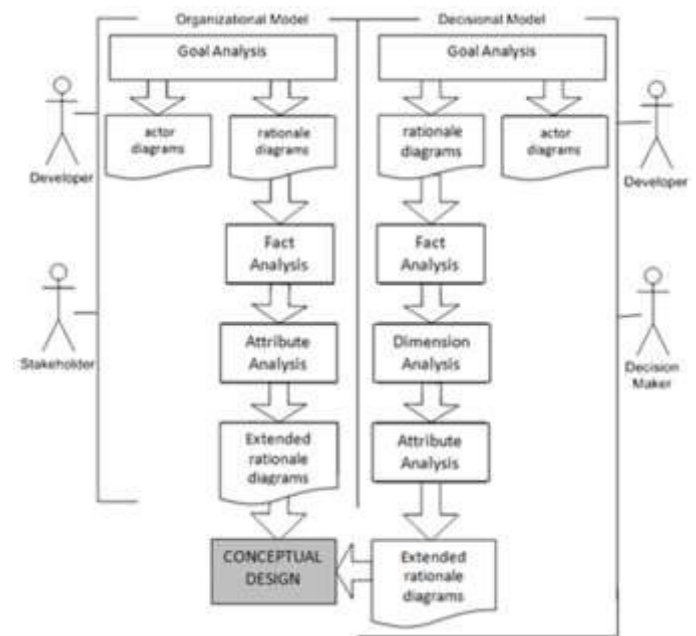 Organizational Model
Decisional Model
Goal Analysis
Goal Analysis
actor
diagrams
rationale
diagrams
rationale
diagrams
actor
diagrams
Developer
Developer
Fact
Analysis
Fact
Analysis
Stakeholder
Attribute
Analysis
Dimension
Analysis
Decision
Maker
Extended
rationale
diagrams
Attribute
Analysis
CONCEPTUAL
DESIGN
Extended
rationale
diagrams